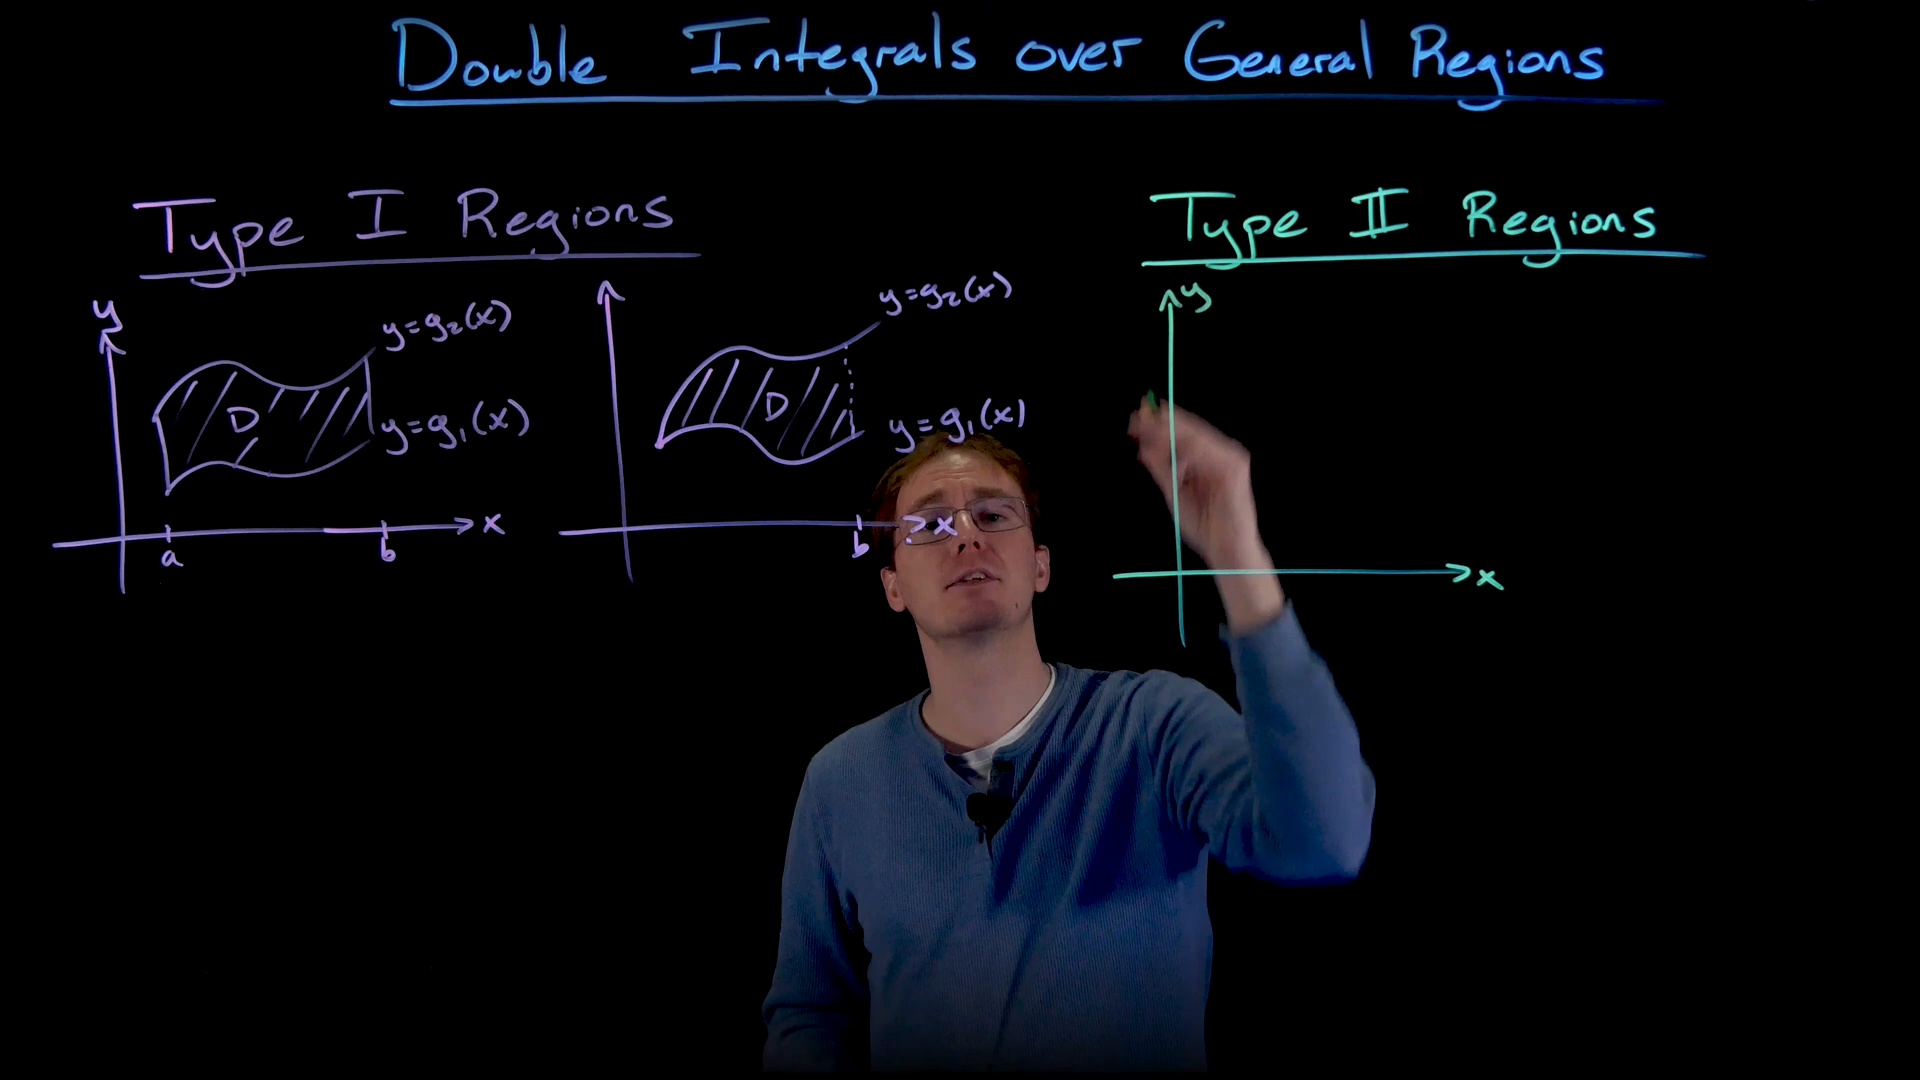 Double Integrals over General Regions
Type I Regions
y
y=g₂(x)
D
y=g₁(x)
x
a
b
y=g₂(x)
D
y=g₁(x)
x
b
Type II Regions
y
x